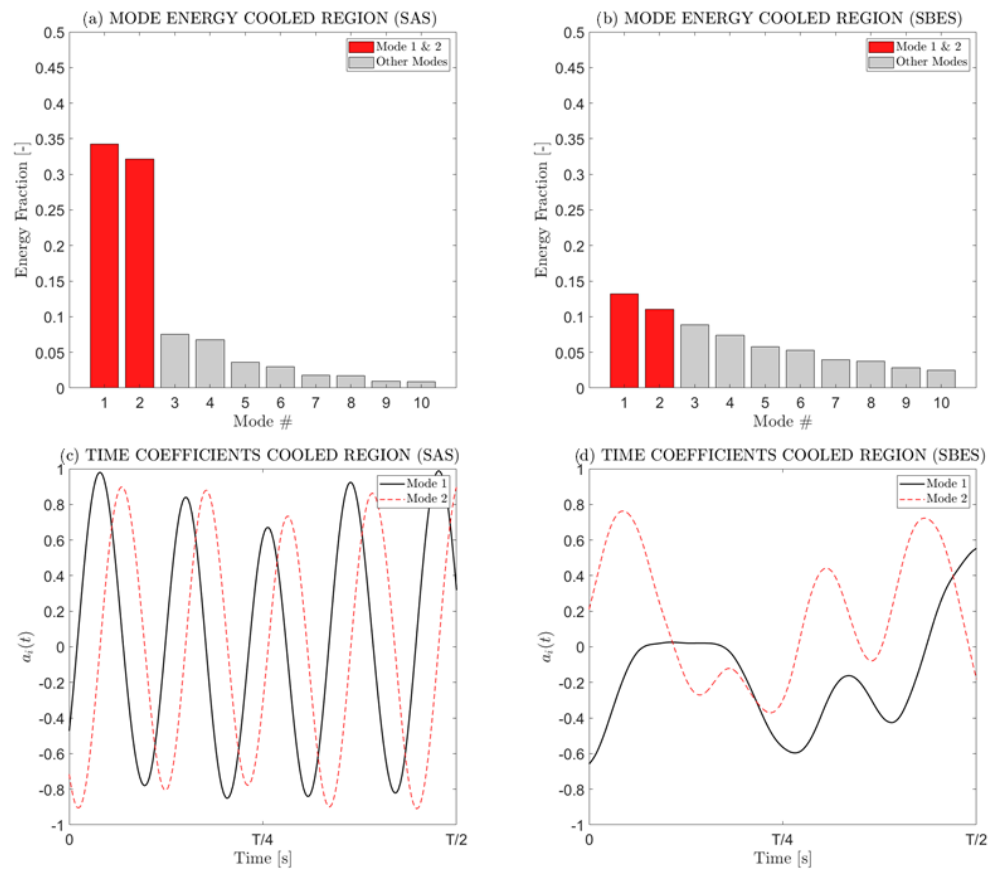 (a) MODE ENERGY COOLED REGION (SAS)
0.5
0.45
0.4
0.35
0.3
0.25
0.2
0.15
0.1
0.05
0
Energy Fraction [-]
Mode 1 & 2
Other Modes
1 2 3 4 5 6 7 8 9 10
Mode #
(b) MODE ENERGY COOLED REGION (SBES)
0.5
0.45
0.4
0.35
0.3
0.25
0.2
0.15
0.1
0.05
0
Energy Fraction [-]
Mode 1 & 2
Other Modes
1 2 3 4 5 6 7 8 9 10
Mode #
(c) TIME COEFFICIENTS COOLED REGION (SAS)
1
0.8
0.6
0.4
0.2
0
-0.2
-0.4
-0.6
-0.8
-1
a_i(t)
Mode 1
Mode 2
0 T/4 T/2
Time [s]
(d) TIME COEFFICIENTS COOLED REGION (SBES)
1
0.8
0.6
0.4
0.2
0
-0.2
-0.4
-0.6
-0.8
-1
a_i(t)
Mode 1
Mode 2
0 T/4 T/2
Time [s]